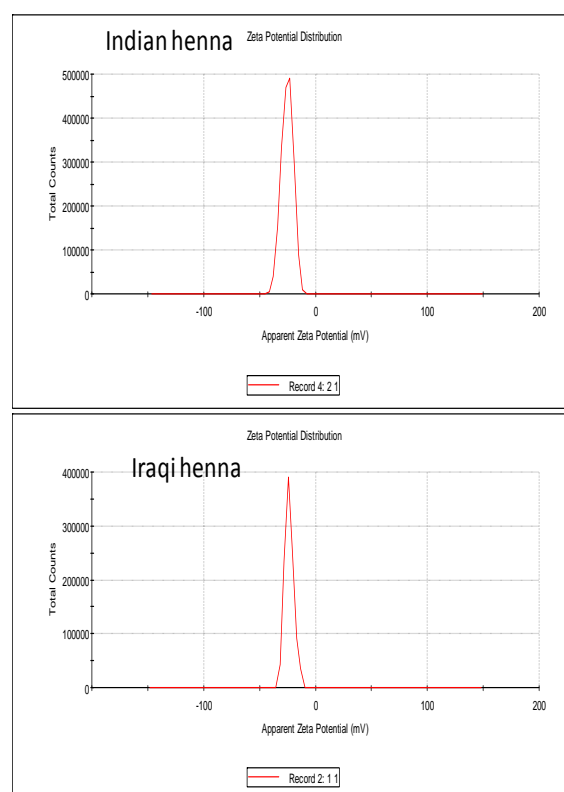 Indian henna
Zeta Potential Distribution
500000
400000
300000
200000
100000
0
Total Counts
-100 0 100 200
Apparent Zeta Potential (mV)
Record 4: 2 1
Zeta Potential Distribution
Iraqi henna
400000
300000
200000
100000
0
Total Counts
-100 0 100 200
Apparent Zeta Potential (mV)
Record 2: 1 1